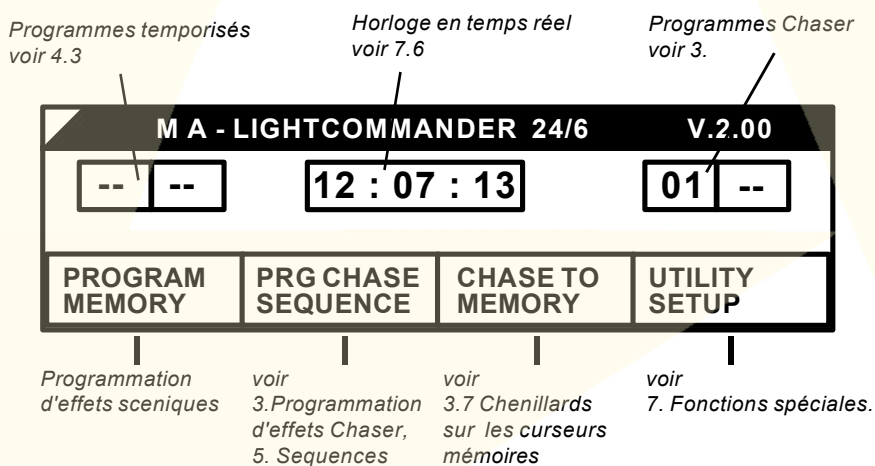 Programmes temporisés
voir 4.3
Horloge en temps réel
voir 7.6
Programmes Chaser
voir 3.
M A - LIGHTCOMMANDER 24/6 V.2.00
-- -- 12 : 07 : 13 01 --
PROGRAM
MEMORY
PRG CHASE
SEQUENCE
CHASE TO
MEMORY
UTILITY
SETUP
Programmation
d'effets sceniques
voir
3.Programmation
d'effets Chaser,
5. Sequences
voir
3.7 Chenillards
sur les curseurs
mémoires
voir
7. Fonctions spéciales.